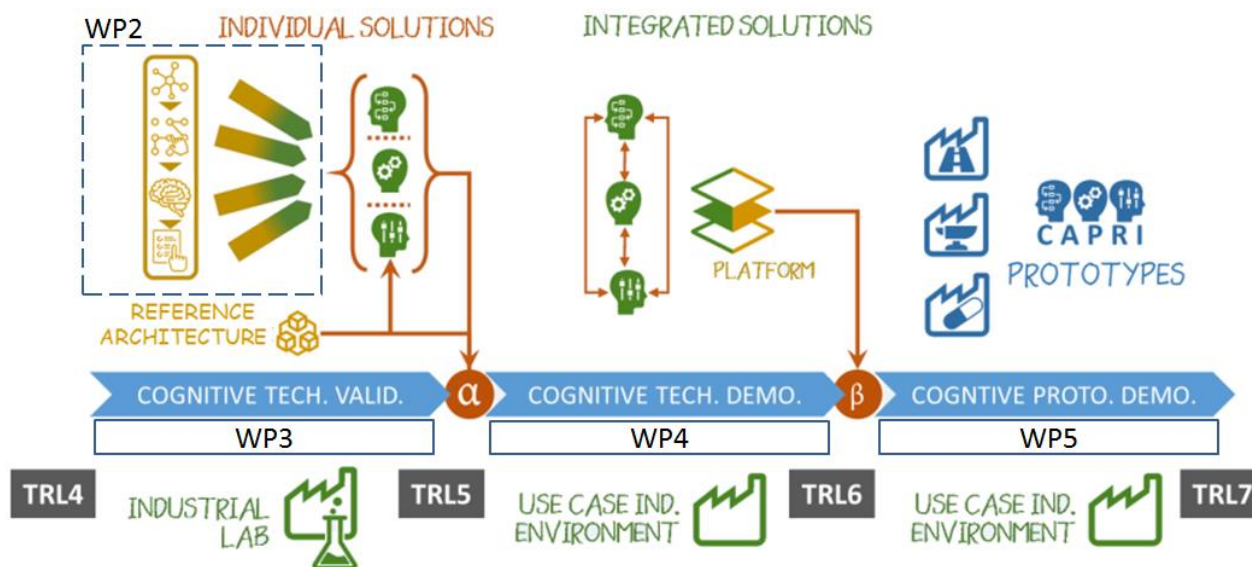 WP2
INDIVIDUAL SOLUTIONS
INTEGRATED SOLUTIONS
PLATFORM
CAPRI
PROTOTYPES
REFERENCE
ARCHITECTURE
COGNITIVE TECH. VALID.
α
COGNITIVE TECH. DEMO.
β
COGNTIVE PROTO. DEMO.
WP3
WP4
WP5
TRL4
INDUSTRIAL
LAB
TRL5
USE CASE IND.
ENVIRONMENT
TRL6
USE CASE IND.
ENVIRONMENT
TRL7